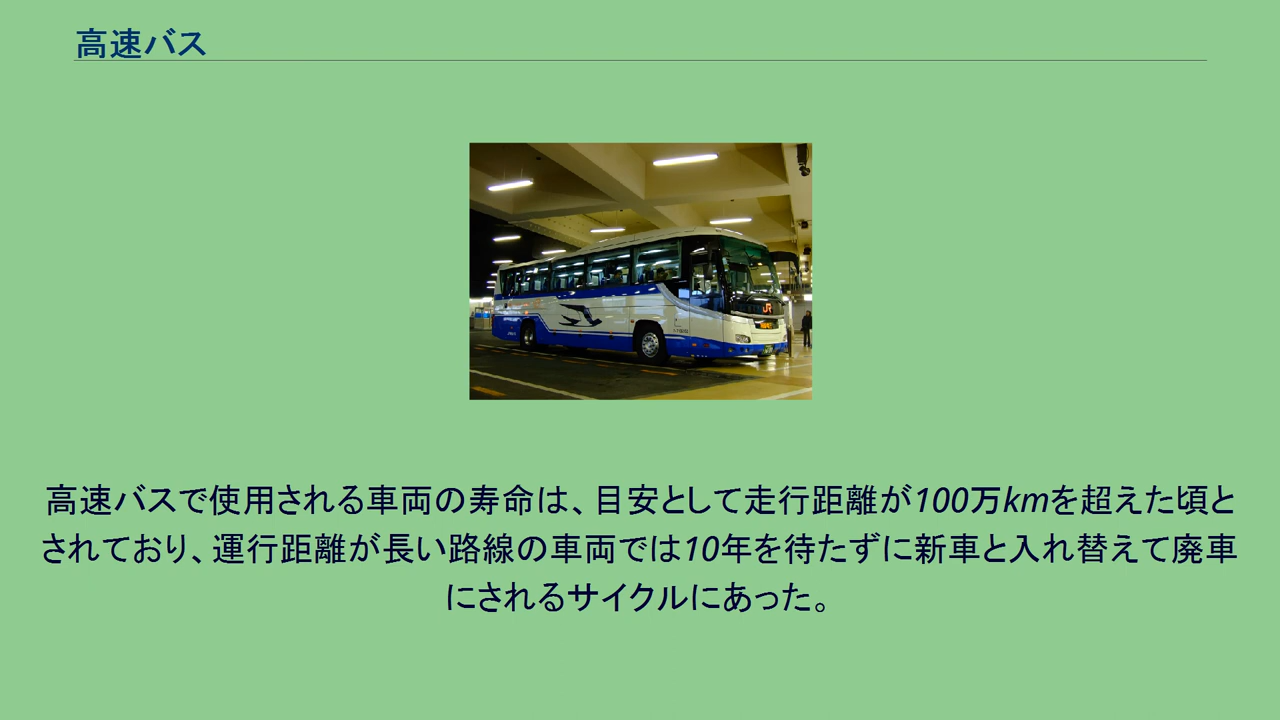 高速バス
JR
高速バスで使用される車両の寿命は、目安として走行距離が100万kmを超えた頃と
されており、運行距離が長い路線の車両では10年を待たずに新車と入れ替えて廃車
にされるサイクルにあった。